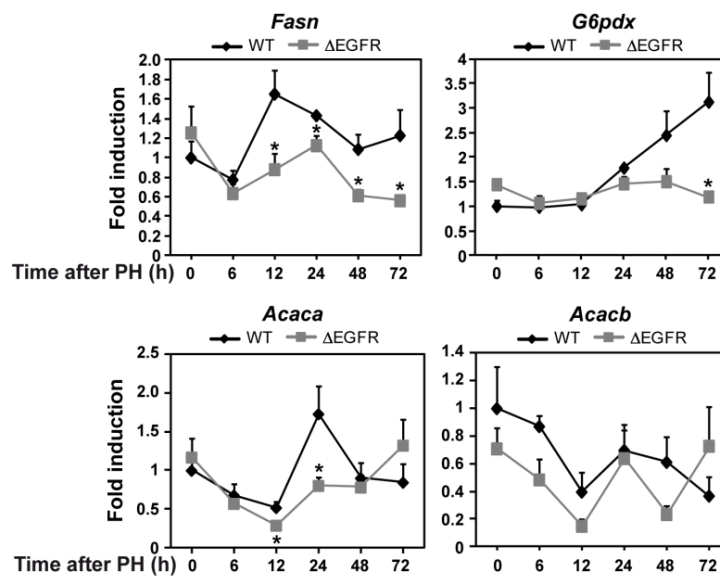 Fasn
WT ΔEGFR
Fold induction
2.0
1.8
1.6
1.4
1.2
1.0
0.8
0.6
0.4
0.2
0
* * * *
Time after PH (h) 0 6 12 24 48 72
G6pdx
WT ΔEGFR
4
3.5
3
2.5
2
1.5
1
0.5
0
*
0 6 12 24 48 72
Acaca
WT ΔEGFR
Fold induction
2.5
2.0
1.5
1.0
0.5
0
* *
Time after PH (h) 0 6 12 24 48 72
Acacb
WT ΔEGFR
1.4
1.2
1
0.8
0.6
0.4
0.2
0
0 6 12 24 48 72